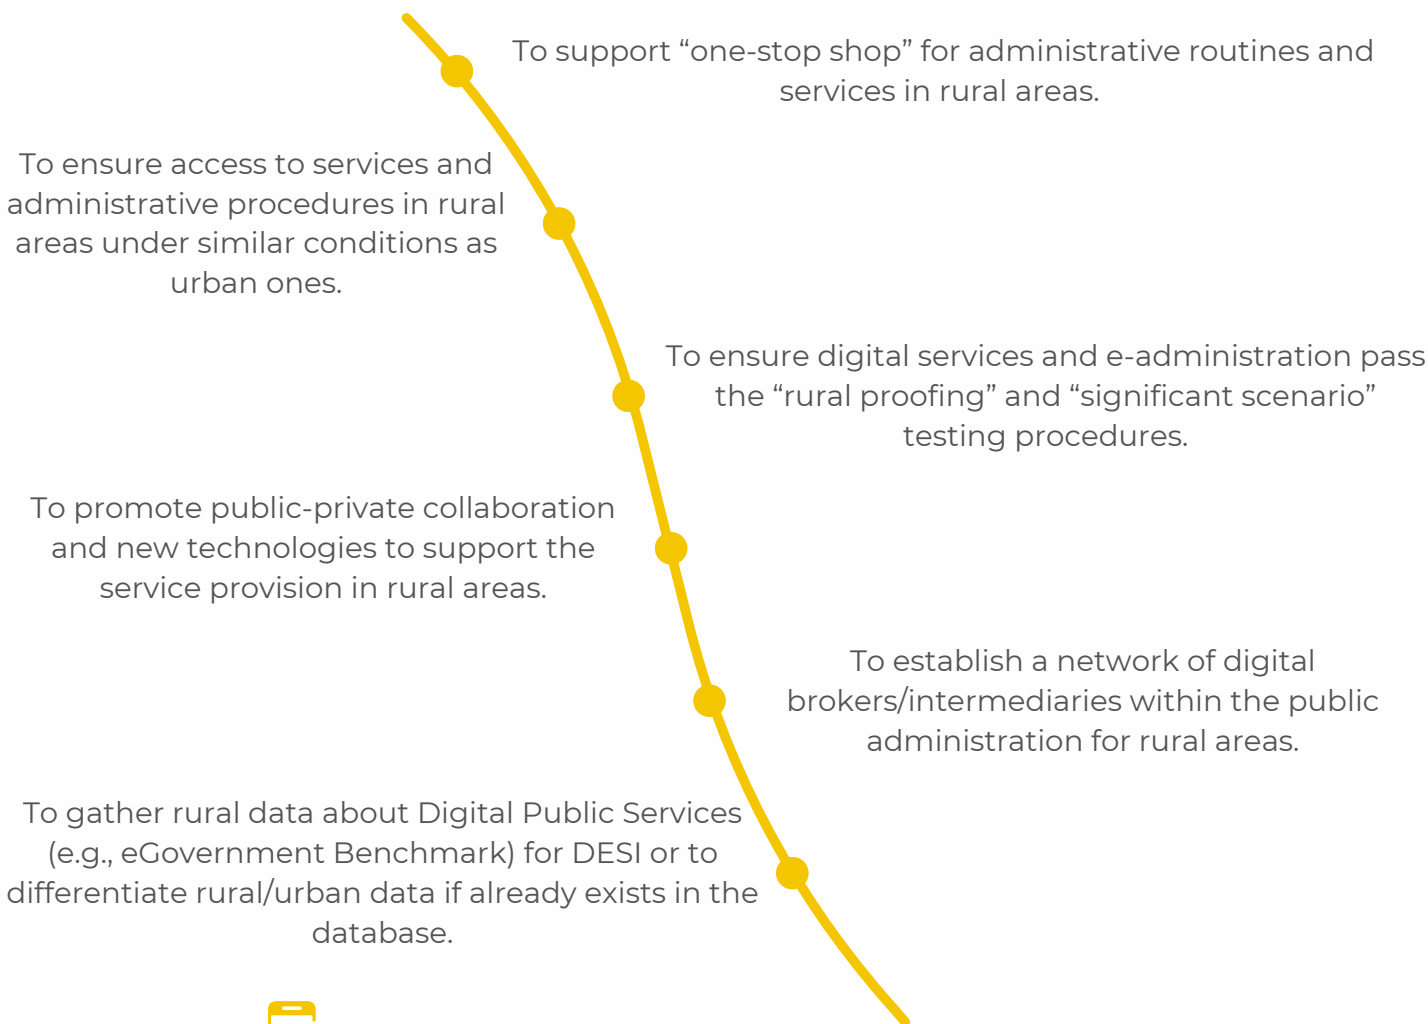 To support “one-stop shop” for administrative routines and
services in rural areas.
To ensure access to services and
administrative procedures in rural
areas under similar conditions as
urban ones.
To ensure digital services and e-administration pass
the “rural proofing” and “significant scenario”
testing procedures.
To promote public-private collaboration
and new technologies to support the
service provision in rural areas.
To establish a network of digital
brokers/intermediaries within the public
administration for rural areas.
To gather rural data about Digital Public Services
(e.g., eGovernment Benchmark) for DESI or to
differentiate rural/urban data if already exists in the
database.